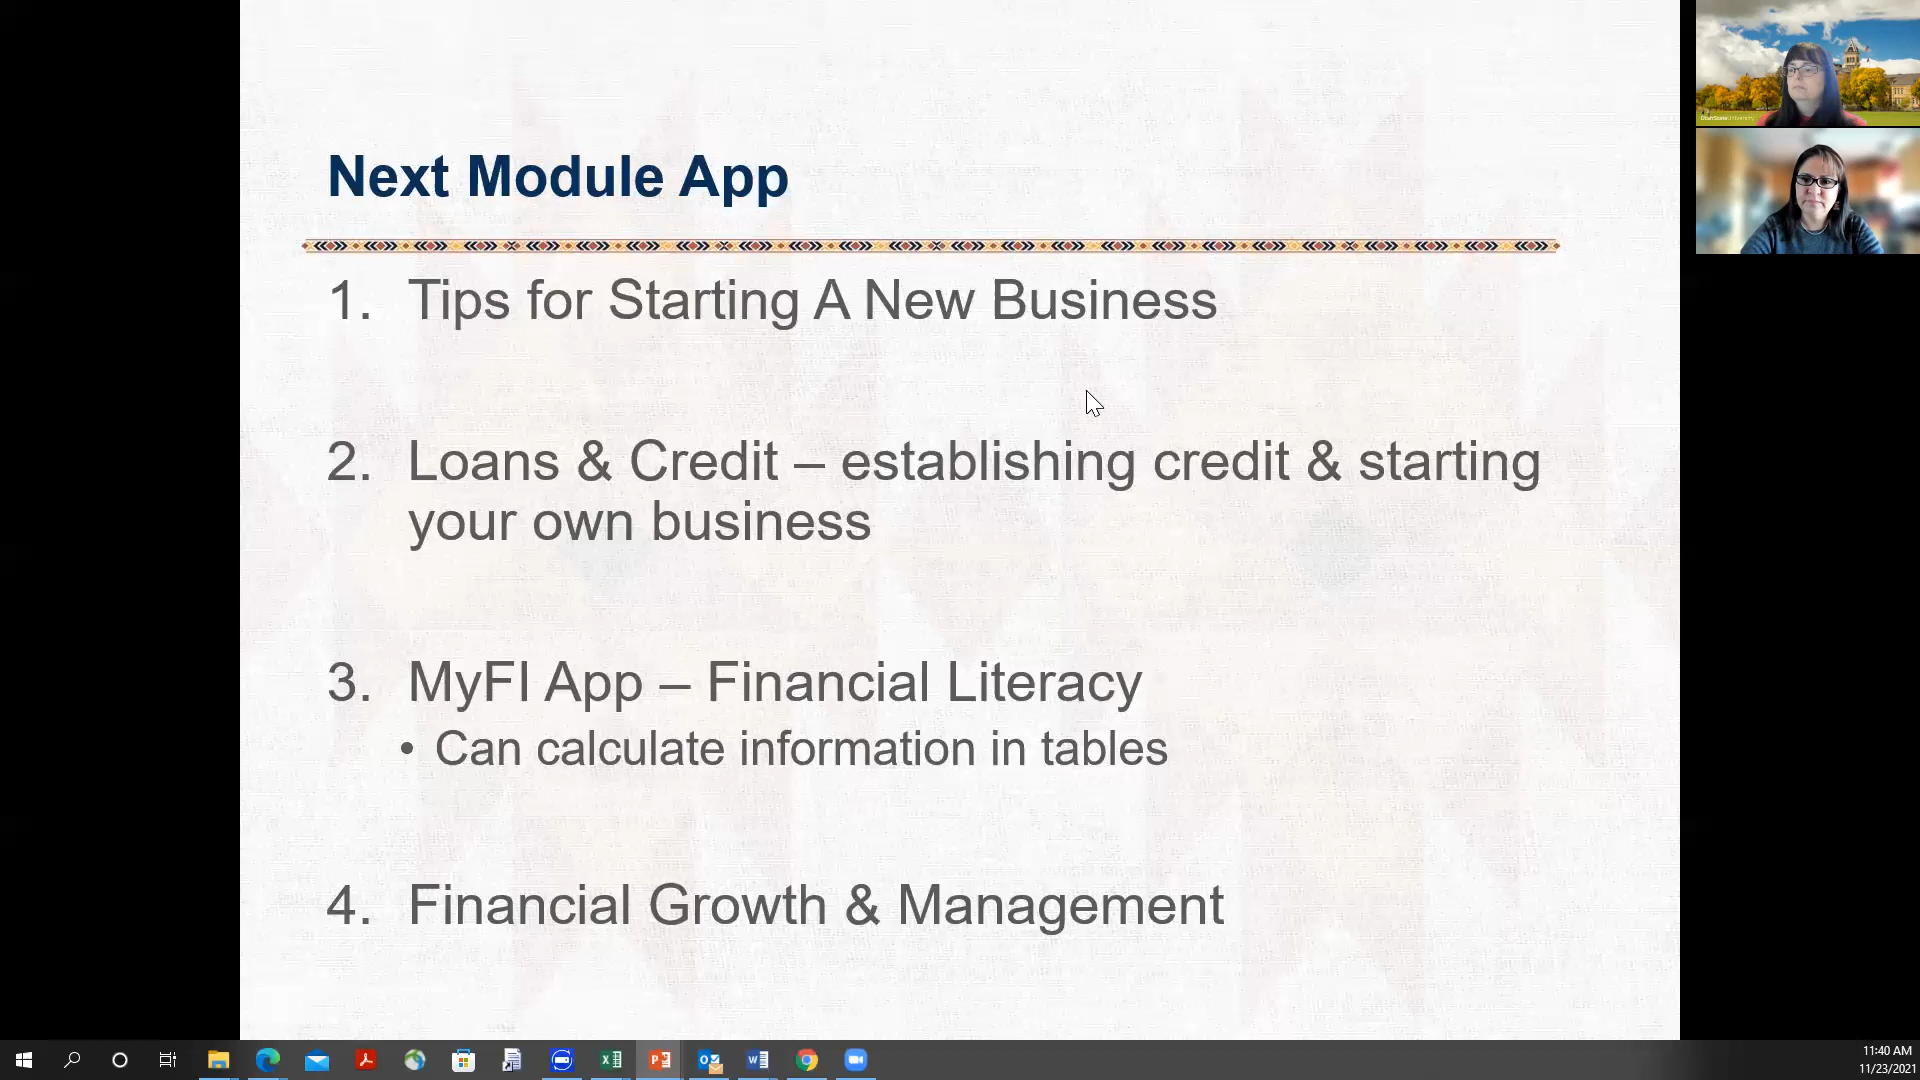 Next Module App
1. Tips for Starting A New Business
2. Loans & Credit – establishing credit & starting
your own business
3. MyFI App – Financial Literacy
• Can calculate information in tables
4. Financial Growth & Management
UtahStateUniversity
11:40 AM
11/23/2021